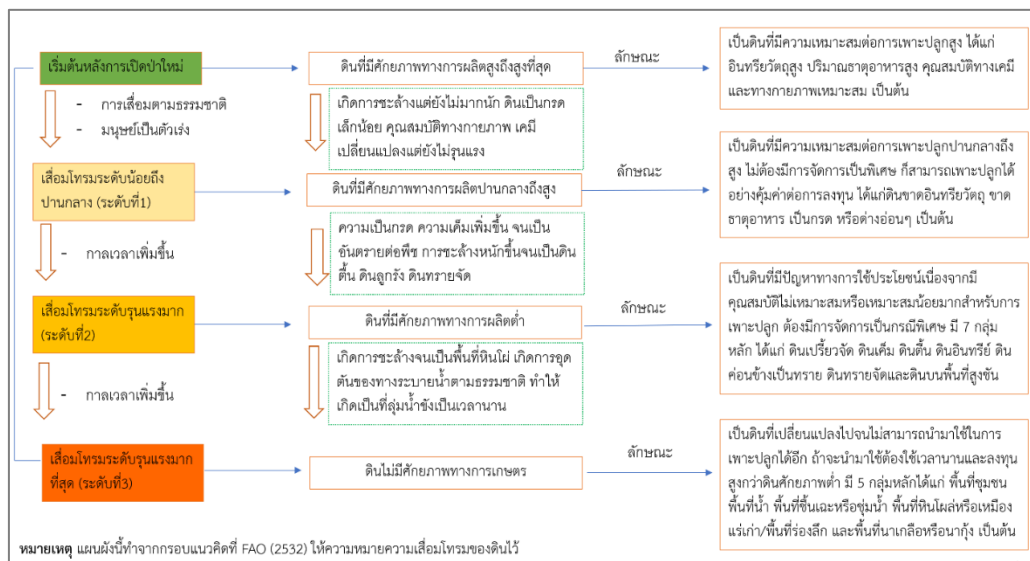 เริ่มต้นหลังการเปิดป่าใหม่
ดินที่มีศักยภาพทางการผลิตสูงถึงสูงที่สุด
ลักษณะ
เป็นดินที่มีความเหมาะสมต่อการเพาะปลูกสูง ได้แก่
อินทรียวัตถุสูง ปริมาณธาตุอาหารสูง คุณสมบัติทางเคมี
และทางกายภาพเหมาะสม เป็นต้น
- การเสื่อมตามธรรมชาติ
- มนุษย์เป็นตัวเร่ง
เกิดการชะล้างแต่ยังไม่มากนัก ดินเป็นกรด
เล็กน้อย คุณสมบัติทางกายภาพ เคมี
เปลี่ยนแปลงแต่ยังไม่รุนแรง
เสื่อมโทรมระดับน้อยถึง
ปานกลาง (ระดับที่1)
ดินที่มีศักยภาพทางการผลิตปานกลางถึงสูง
ลักษณะ
เป็นดินที่มีความเหมาะสมต่อการเพาะปลูกปานกลางถึง
สูง ไม่ต้องมีการจัดการเป็นพิเศษ ก็สามารถเพาะปลูกได้
อย่างคุ้มค่าต่อการลงทุน ได้แก่ดินขาดอินทรียวัตถุ ขาด
ธาตุอาหาร เป็นกรด หรือด่างอ่อนๆ เป็นต้น
- กาลเวลาเพิ่มขึ้น
ความเป็นกรด ความเค็มเพิ่มขึ้น จนเป็น
อันตรายต่อพืช การชะล้างหนักขึ้นจนเป็นดิน
ตื้น ดินลูกรัง ดินทรายจัด
เสื่อมโทรมระดับรุนแรงมาก
(ระดับที่2)
ดินที่มีศักยภาพทางการผลิตต่ำ
ลักษณะ
เป็นดินที่มีปัญหาทางการใช้ประโยชน์เนื่องจากมี
คุณสมบัติไม่เหมาะสมหรือเหมาะสมน้อยมากสำหรับการ
เพาะปลูก ต้องมีการจัดการเป็นกรณีพิเศษ มี 7 กลุ่ม
หลัก ได้แก่ ดินเปรี้ยวจัด ดินเค็ม ดินตื้น ดินอินทรีย์ ดิน
ค่อนข้างเป็นทราย ดินทรายจัดและดินบนพื้นที่สูงชัน
- กาลเวลาเพิ่มขึ้น
เกิดการชะล้างจนเป็นพื้นที่หินโผ่ เกิดการอุด
ตันของทางระบายน้ำตามธรรมชาติ ทำให้
เกิดเป็นที่ลุ่มน้ำขังเป็นเวลานาน
เสื่อมโทรมระดับรุนแรงมาก
ที่สุด (ระดับที่3)
ดินไม่มีศักยภาพทางการเกษตร
ลักษณะ
เป็นดินที่เปลี่ยนแปลงไปจนไม่สามารถนำมาใช้ในการ
เพาะปลูกได้อีก ถ้าจะนำมาใช้ต้องใช้เวลานานและลงทุน
สูงกว่าดินศักยภาพต่ำ มี 5 กลุ่มหลักได้แก่ พื้นที่ชุมชน
พื้นที่น้ำ พื้นที่ชื้นเฉะหรือชุ่มน้ำ พื้นที่หินโผล่หรือเหมือง
แร่เก่า/พื้นที่ร่องลึก และพื้นที่นาเกลือหรือนากุ้ง เป็นต้น
หมายเหตุ แผนผังนี้ทำจากกรอบแนวคิดที่ FAO (2532) ให้ความหมายความเสื่อมโทรมของดินไว้